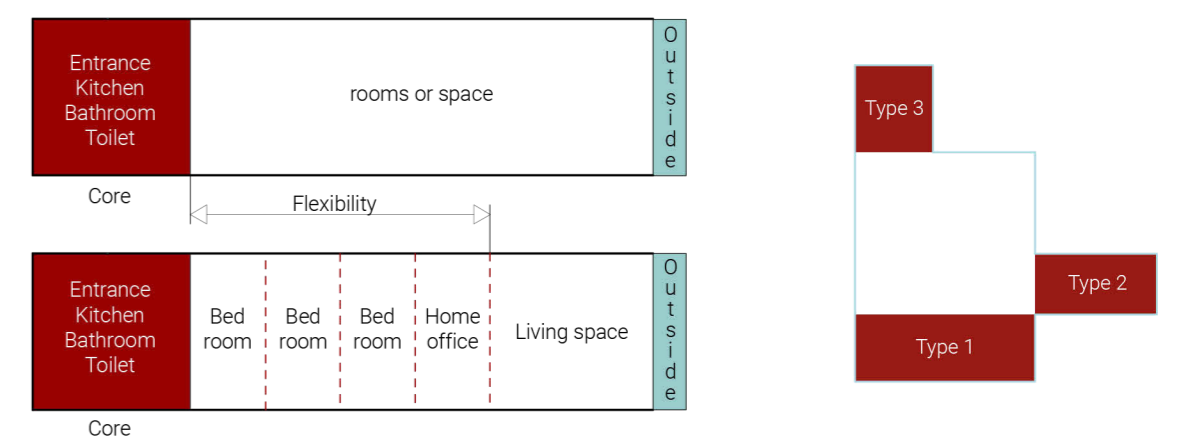 Entrance
Kitchen
Bathroom
Toilet
rooms or space
Outside
Core
Flexibility
Entrance
Kitchen
Bathroom
Toilet
Bed
room
Bed
room
Bed
room
Home
office
Living space
Outside
Core
Type 3
Type 2
Type 1